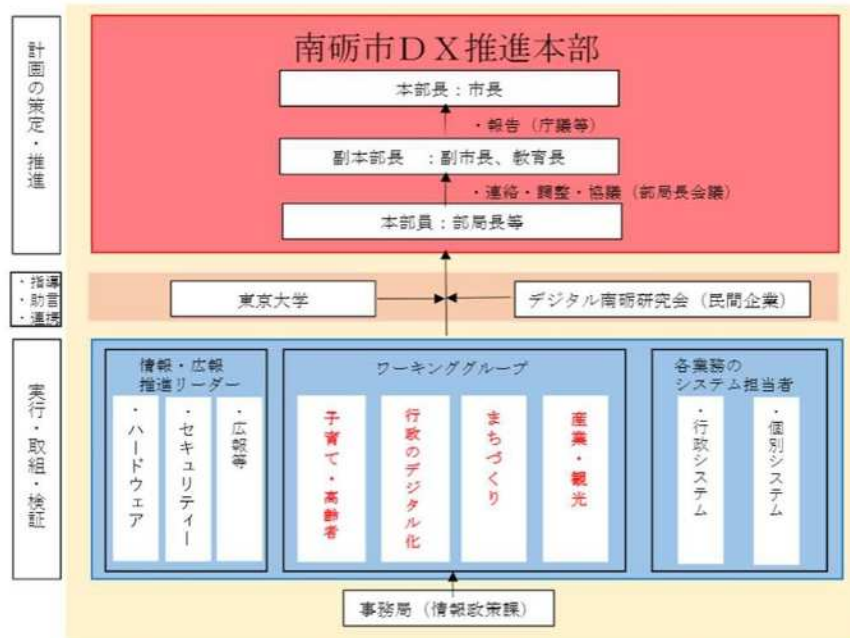 計画の策定・推進
南砺市DX推進本部
本部長：市長
・報告（庁議等）
副本部長　：副市長、教育長
・連絡・調整・協議（部局長会議）
本部員：部局長等
・指導
・助言
・連携
東京大学
デジタル南砺研究会（民間企業）
実行・取組・検証
情報・広報
推進リーダー
・ハードウェア
・セキュリティー
・広報等
ワーキンググループ
子育て・高齢者
行政のデジタル化
まちづくり
産業・観光
各業務の
システム担当者
・行政システム
・個別システム
事務局（情報政策課）